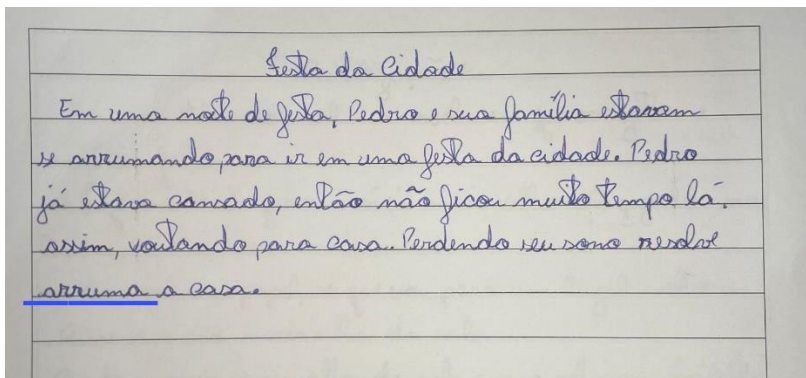 Festa da Cidade
Em uma noite de festa, Pedro e sua família estavam
se arrumando para ir em uma festa da cidade. Pedro
já estava cansado, então não ficou muito tempo lá,
assim, voutando para casa. Perdendo seu sono resolve
arruma a casa.